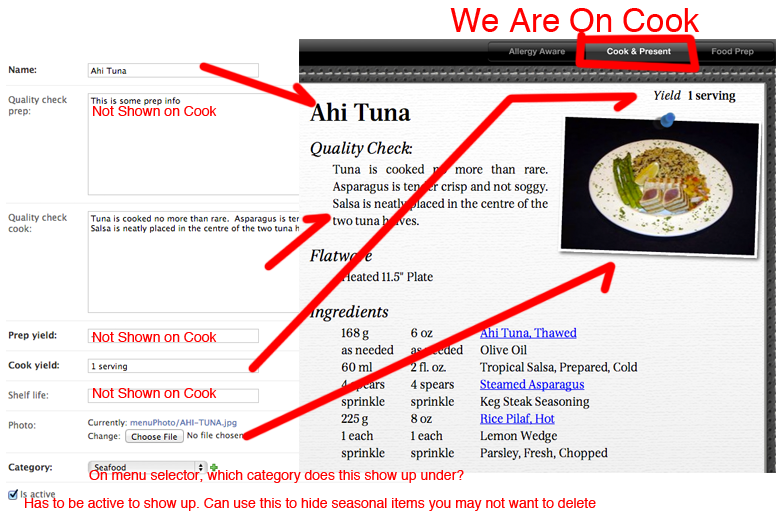 We Are On Cook
Allergy Aware
Cook & Present
Food Prep
Name:
Ahi Tuna
Quality check
prep:
This is some prep info
Not Shown on Cook
Quality check
cook:
Tuna is cooked no more than rare. Asparagus is ten
Salsa is neatly placed in the centre of the two tuna h
Prep yield:
Not Shown on Cook
Cook yield:
1 serving
Shelf life:
Not Shown on Cook
Photo:
Currently: menuPhoto/AHI-TUNA.jpg
Change: Choose File No file chosen
Category:
Seafood
On menu selector, which category does this show up under?
Is active
Has to be active to show up. Can use this to hide seasonal items you may not want to delete
Yield 1 serving
Ahi Tuna
Quality Check:
Tuna is cooked no more than rare.
Asparagus is tender crisp and not soggy.
Salsa is neatly placed in the centre of the
two tuna halves.
Flatware
Heated 11.5" Plate
Ingredients
168 g 6 oz Ahi Tuna, Thawed
as needed as needed Olive Oil
60 ml 2 fl. oz. Tropical Salsa, Prepared, Cold
4 spears 4 spears Steamed Asparagus
sprinkle sprinkle Keg Steak Seasoning
225 g 8 oz Rice Pilaf, Hot
1 each 1 each Lemon Wedge
sprinkle sprinkle Parsley, Fresh, Chopped